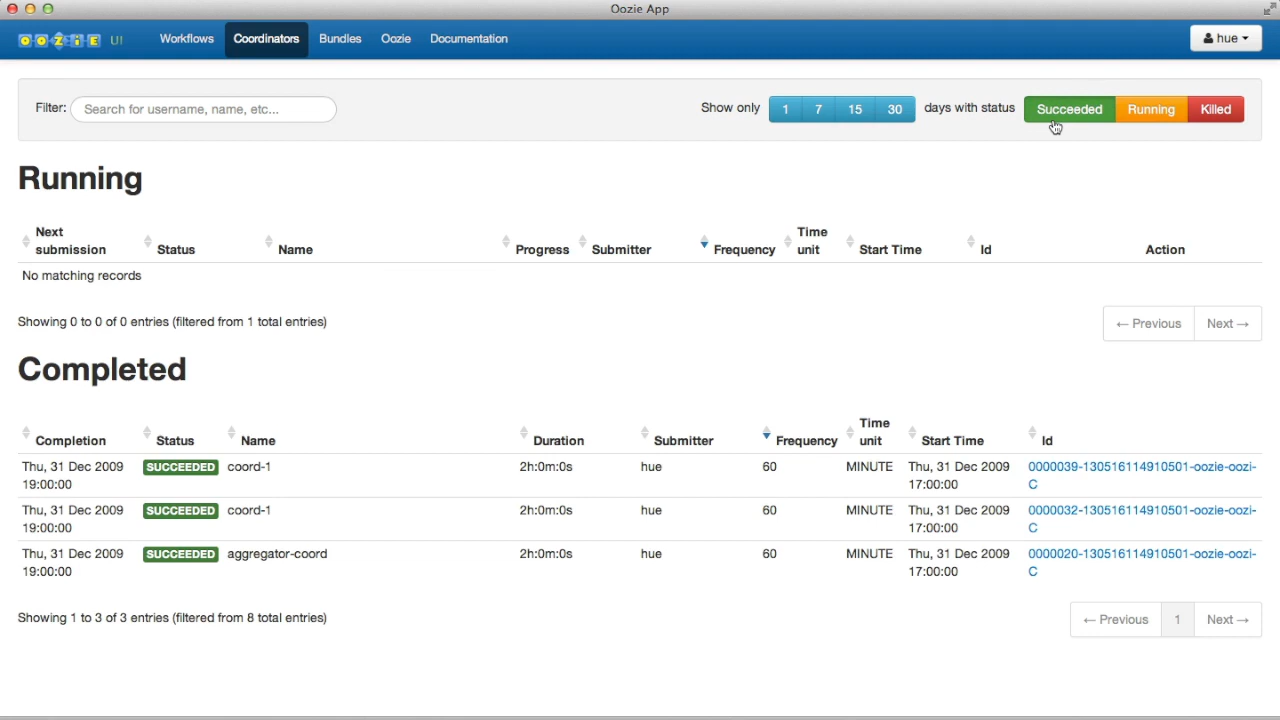 Oozie App
OOZIE UI Workflows Coordinators Bundles Oozie Documentation hue
Filter: Search for username, name, etc... Show only 1 7 15 30 days with status Succeeded Running Killed
Running
Next submission Status Name Progress Submitter Frequency Time unit Start Time Id Action
No matching records
Showing 0 to 0 of 0 entries (filtered from 1 total entries) ← Previous Next →
Completed
Completion Status Name Duration Submitter Frequency Time unit Start Time Id
Thu, 31 Dec 2009 SUCCEEDED coord-1 2h:0m:0s hue 60 MINUTE Thu, 31 Dec 2009 0000039-130516114910501-oozie-oozi-
19:00:00 17:00:00 C
Thu, 31 Dec 2009 SUCCEEDED coord-1 2h:0m:0s hue 60 MINUTE Thu, 31 Dec 2009 0000032-130516114910501-oozie-oozi-
19:00:00 17:00:00 C
Thu, 31 Dec 2009 SUCCEEDED aggregator-coord 2h:0m:0s hue 60 MINUTE Thu, 31 Dec 2009 0000020-130516114910501-oozie-oozi-
19:00:00 17:00:00 C
Showing 1 to 3 of 3 entries (filtered from 8 total entries) ← Previous 1 Next →